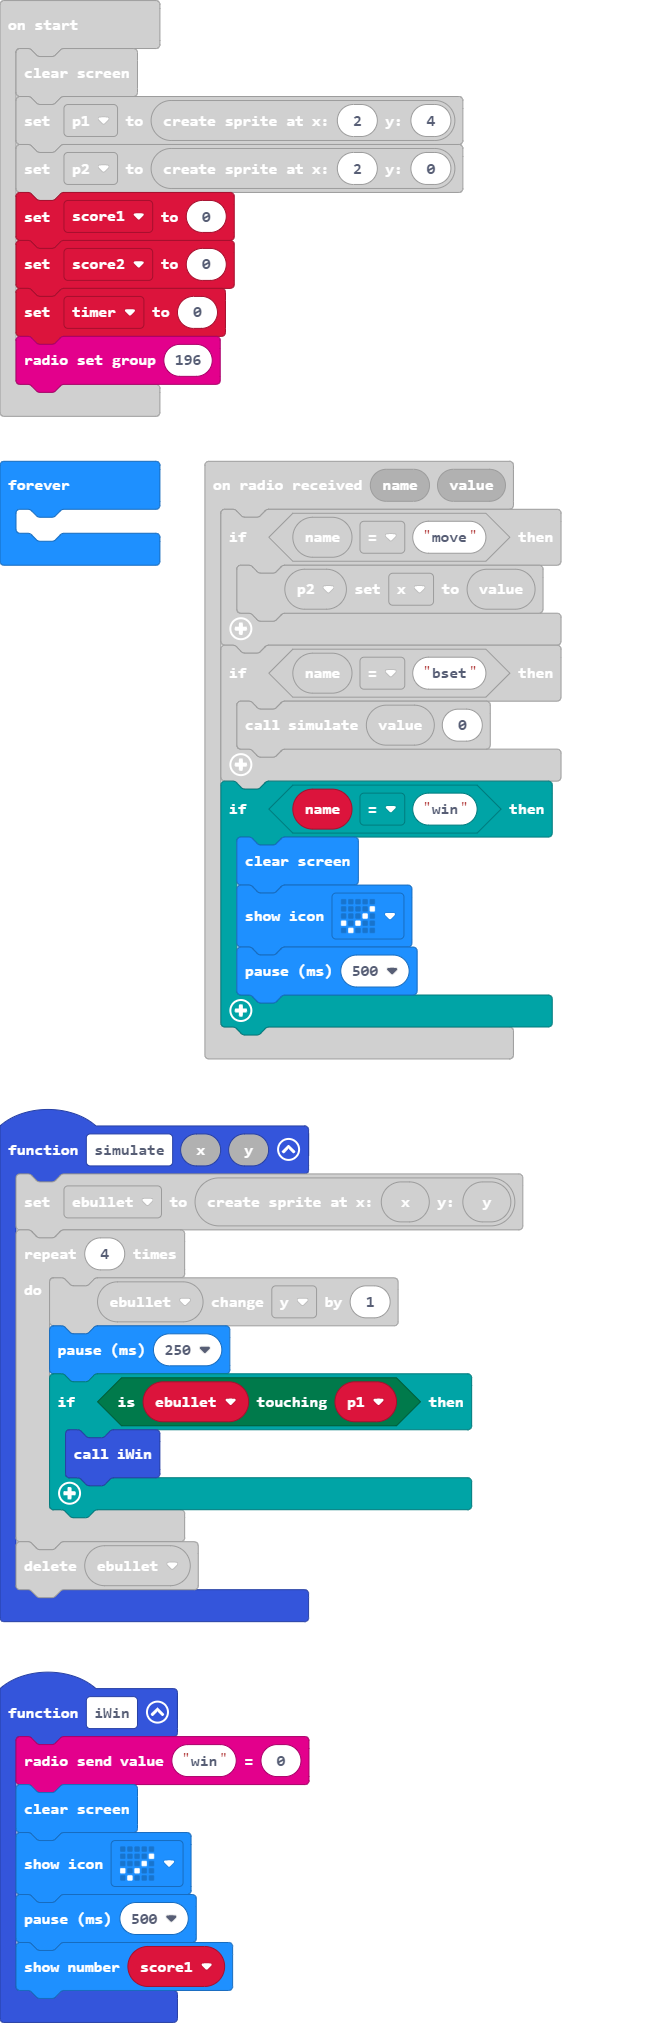 on start
clear screen
set p1 to create sprite at x: 2 y: 4
set p2 to create sprite at x: 2 y: 0
set score1 to 0
set score2 to 0
set timer to 0
radio set group 196
forever
on radio received name value
if name = "move" then
p2 set x to value
if name = "bset" then
call simulate value 0
if name = "win" then
clear screen
show icon
pause (ms) 500
function simulate x y
set ebullet to create sprite at x: x y: y
repeat 4 times
do
ebullet change y by 1
pause (ms) 250
if is ebullet touching p1 then
call iWin
delete ebullet
function iWin
radio send value "win" = 0
clear screen
show icon
pause (ms) 500
show number score1